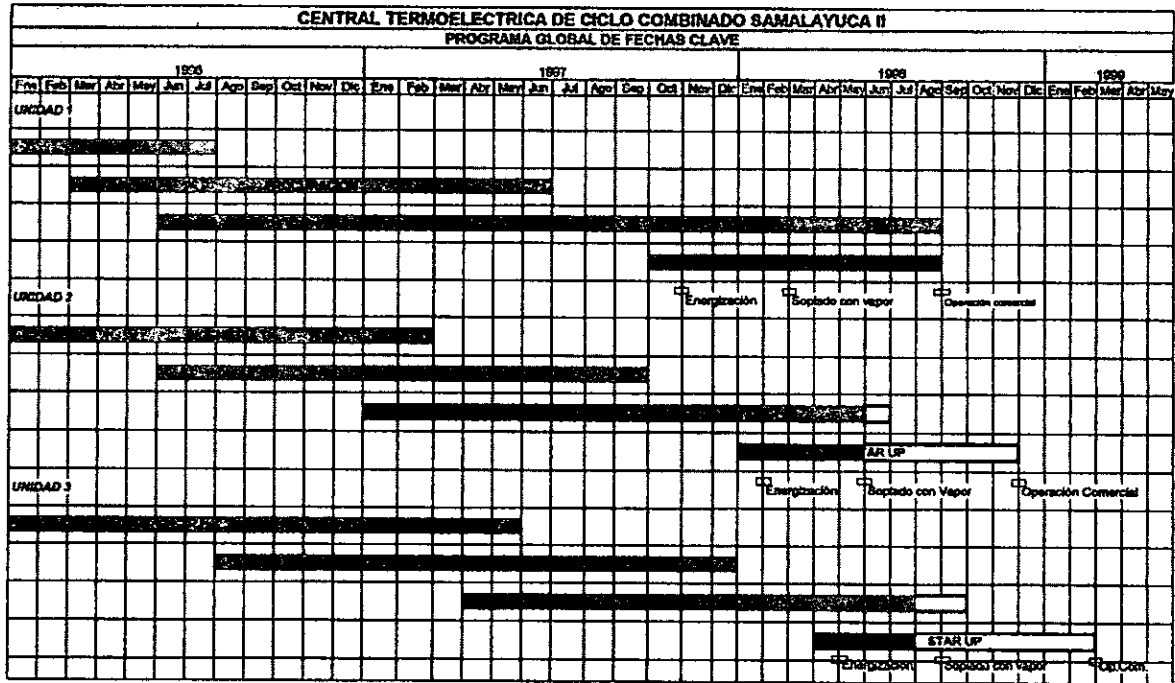 CENTRAL TERMOELECTRICA DE CICLO COMBINADO SAMALAYUCA II
PROGRAMA GLOBAL DE FECHAS CLAVE
1996 1997 1998 1999
Ene Feb Mar Abr May Jun Jul Ago Sep Oct Nov Dic Ene Feb Mar Abr May Jun Jul Ago Sep Oct Nov Dic Ene Feb Mar Abr May Jun Jul Ago Sep Oct Nov Dic Ene Feb Mar Abr May
UNIDAD 1
Energización Soplado con vapor Operación comercial
UNIDAD 2
AR UP
Energización Soplado con Vapor Operación Comercial
UNIDAD 3
STAR UP
Energización Soplado con vapor Op.Com.